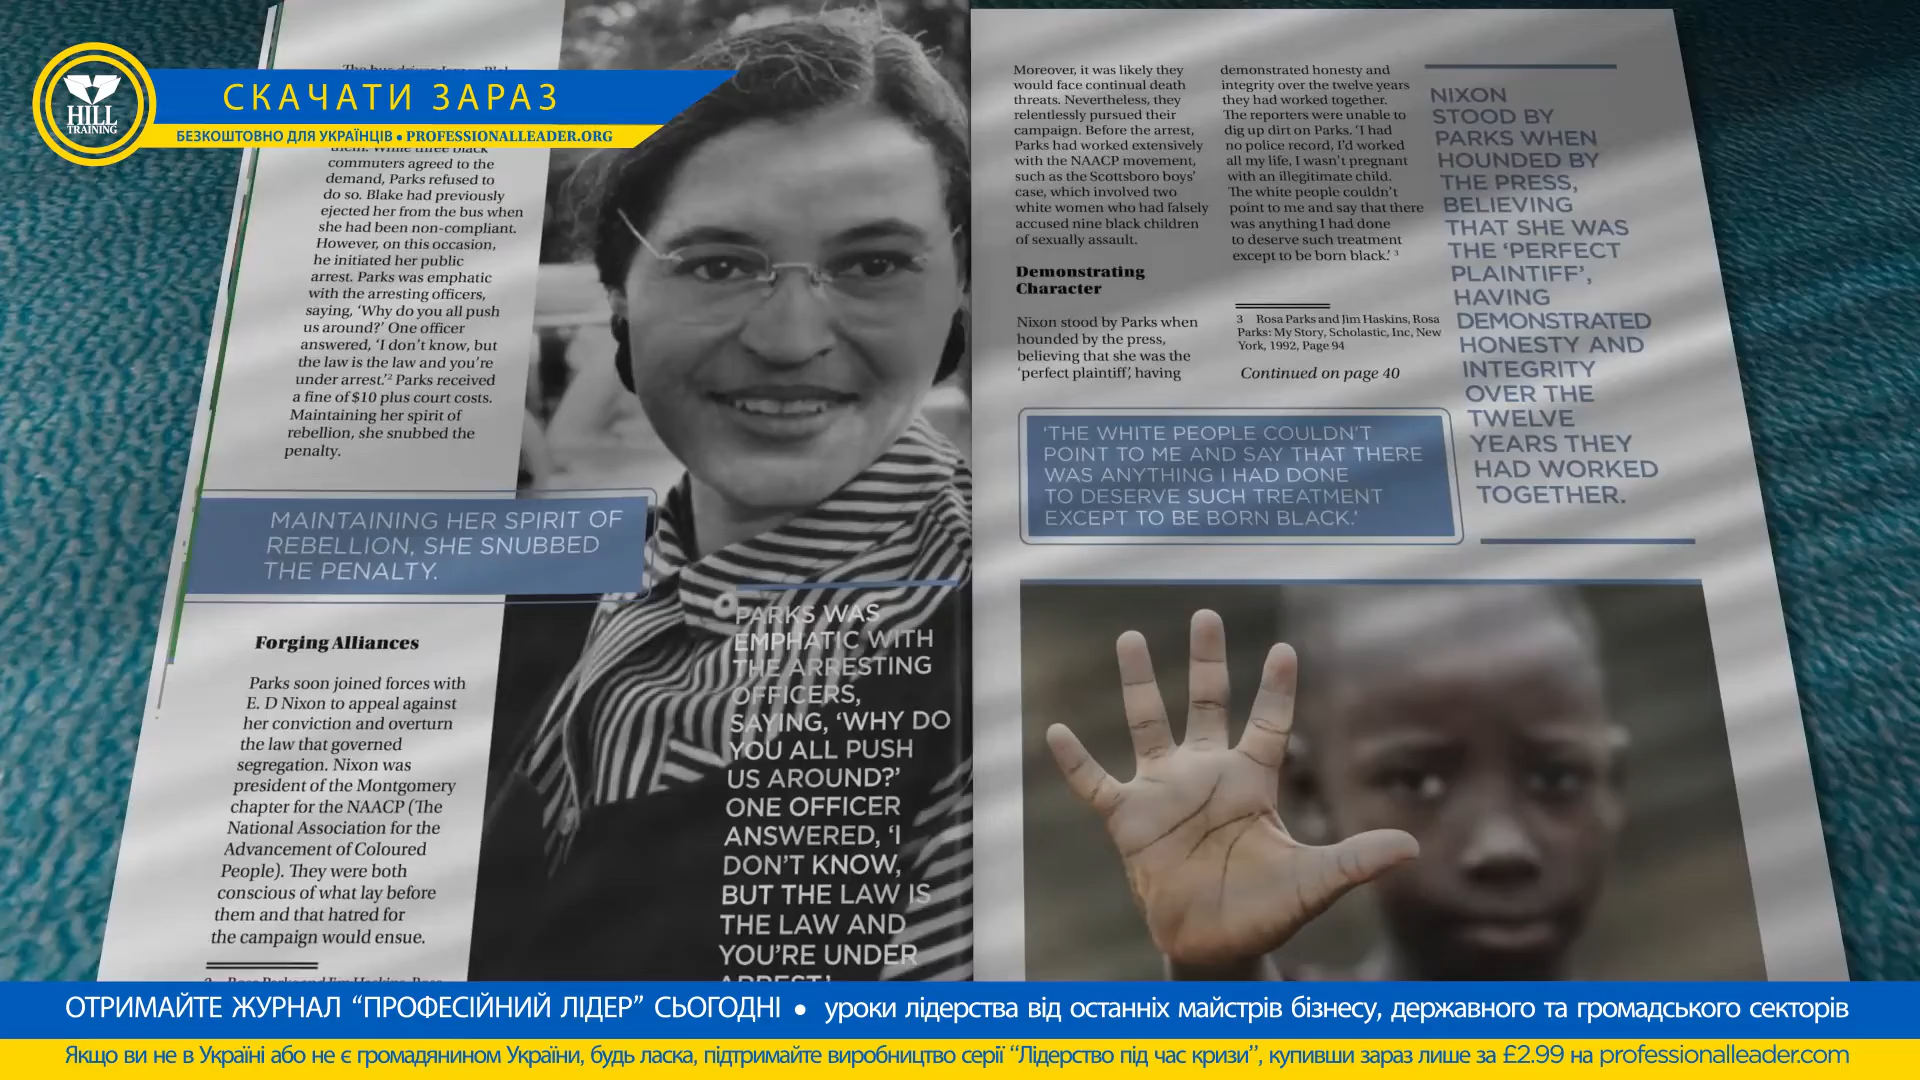 HILL
TRAINING
СКАЧАТИ ЗАРАЗ
БЕЗКОШТОВНО ДЛЯ УКРАЇНЦІВ • PROFESSIONALLEADER.ORG
commuters agreed to the
demand, Parks refused to
do so. Blake had previously
ejected her from the bus when
she had been non-compliant.
However, on this occasion,
he initiated her public
arrest. Parks was emphatic
with the arresting officers,
saying, ‘Why do you all push
us around?’ One officer
answered, ‘I don’t know, but
the law is the law and you’re
under arrest.’2 Parks received
a fine of $10 plus court costs.
Maintaining her spirit of
rebellion, she snubbed the
penalty.
MAINTAINING HER SPIRIT OF
REBELLION, SHE SNUBBED
THE PENALTY.
Forging Alliances
Parks soon joined forces with
E. D Nixon to appeal against
her conviction and overturn
the law that governed
segregation. Nixon was
president of the Montgomery
chapter for the NAACP (The
National Association for the
Advancement of Coloured
People). They were both
conscious of what lay before
them and that hatred for
the campaign would ensue.
PARKS WAS
EMPHATIC WITH
THE ARRESTING
OFFICERS,
SAYING, ‘WHY DO
YOU ALL PUSH
US AROUND?’
ONE OFFICER
ANSWERED, ‘I
DON’T KNOW,
BUT THE LAW IS
THE LAW AND
YOU’RE UNDER
ARREST.’
Moreover, it was likely they
would face continual death
threats. Nevertheless, they
relentlessly pursued their
campaign. Before the arrest,
Parks had worked extensively
with the NAACP movement,
such as the Scottsboro boys’
case, which involved two
white women who had falsely
accused nine black children
of sexually assault.
Demonstrating
Character
Nixon stood by Parks when
hounded by the press,
believing that she was the
‘perfect plaintiff’, having
demonstrated honesty and
integrity over the twelve years
they had worked together.
The reporters were unable to
dig up dirt on Parks. ‘I had
no police record, I’d worked
all my life, I wasn’t pregnant
with an illegitimate child.
The white people couldn’t
point to me and say that there
was anything I had done
to deserve such treatment
except to be born black.’ 3
3 Rosa Parks and Jim Haskins, Rosa
Parks: My Story, Scholastic, Inc, New
York, 1992, Page 94
Continued on page 40
‘THE WHITE PEOPLE COULDN’T
POINT TO ME AND SAY THAT THERE
WAS ANYTHING I HAD DONE
TO DESERVE SUCH TREATMENT
EXCEPT TO BE BORN BLACK.’
NIXON
STOOD BY
PARKS WHEN
HOUNDED BY
THE PRESS,
BELIEVING
THAT SHE WAS
THE ‘PERFECT
PLAINTIFF’,
HAVING
DEMONSTRATED
HONESTY AND
INTEGRITY
OVER THE
TWELVE
YEARS THEY
HAD WORKED
TOGETHER.
ОТРИМАЙТЕ ЖУРНАЛ “ПРОФЕСІЙНИЙ ЛІДЕР” СЬОГОДНІ • уроки лідерства від останніх майстрів бізнесу, державного та громадського секторів
Якщо ви не в Україні або не є громадянином України, будь ласка, підтримайте виробництво серії “Лідерство під час кризи”, купивши зараз лише за £2.99 на professionalleader.com